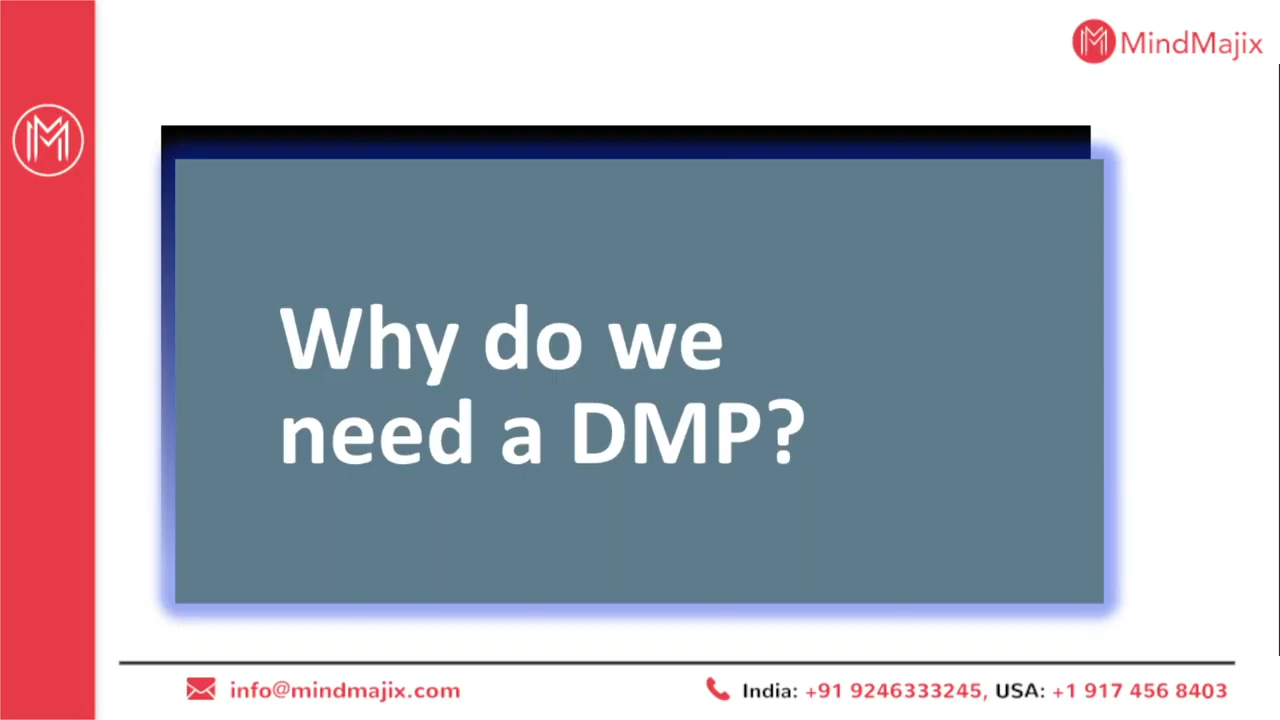 MindMajix
Why do we
need a DMP?
info@mindmajix.com
India: +91 9246333245, USA: +1 917 456 8403